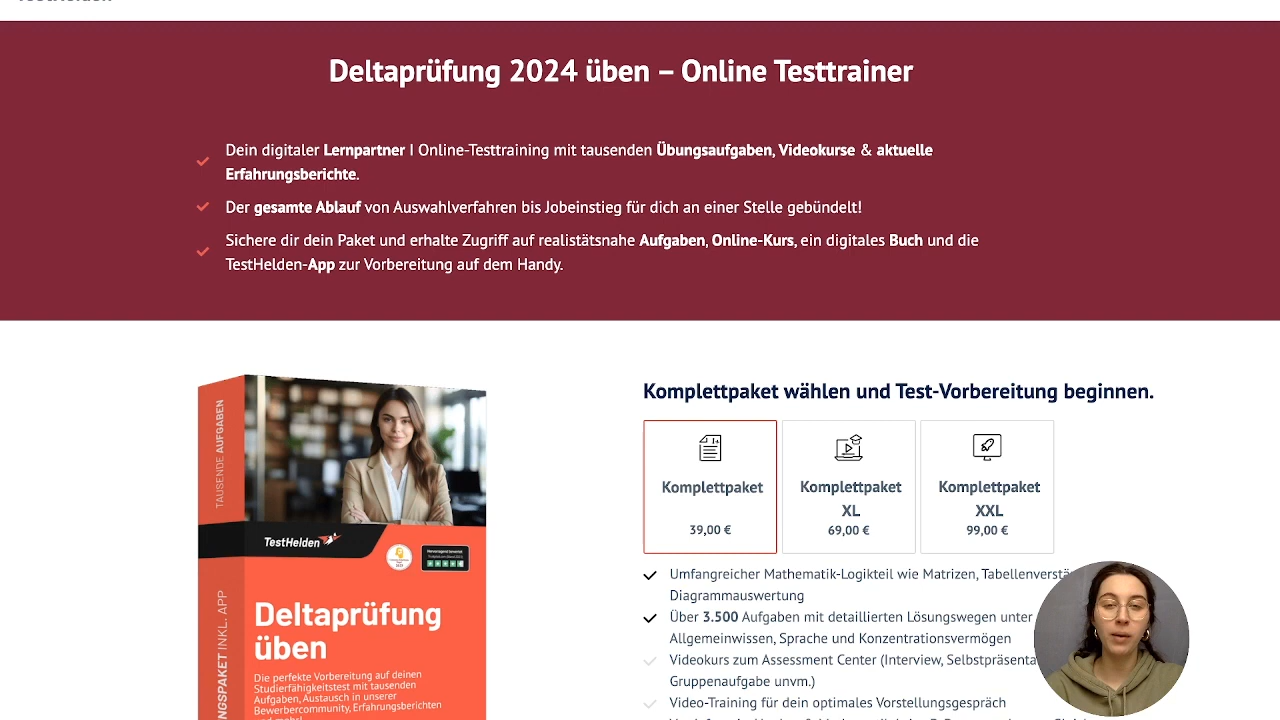 Deltaprüfung 2024 üben – Online Testtrainer
Dein digitaler Lernpartner I Online-Testtraining mit tausenden Übungsaufgaben, Videokurse & aktuelle
Erfahrungsberichte.
Der gesamte Ablauf von Auswahlverfahren bis Jobeinstieg für dich an einer Stelle gebündelt!
Sichere dir dein Paket und erhalte Zugriff auf realistätsnahe Aufgaben, Online-Kurs, ein digitales Buch und die
TestHelden-App zur Vorbereitung auf dem Handy.
TAUSENDE AUFGABEN
TestHelden
Deltaprüfung
üben
Die perfekte Vorbereitung auf deinen
Studierfähigkeitstest mit tausenden
Aufgaben, Austausch in unserer
Bewerbercommunity, Erfahrungsberichten
INKL. APP
Komplettpaket wählen und Test-Vorbereitung beginnen.
Komplettpaket
39,00 €
Komplettpaket
XL
69,00 €
Komplettpaket
XXL
99,00 €
Umfangreicher Mathematik-Logikteil wie Matrizen,
Diagrammauswertung
Über 3.500 Aufgaben mit detaillierten Lösungswegen unter
Allgemeinwissen, Sprache und Konzentrationsvermögen
Videokurs zum Assessment Center (Interview,
Gruppenaufgabe unvm.)
Video-Training für dein optimales Vorstellungsgespräch